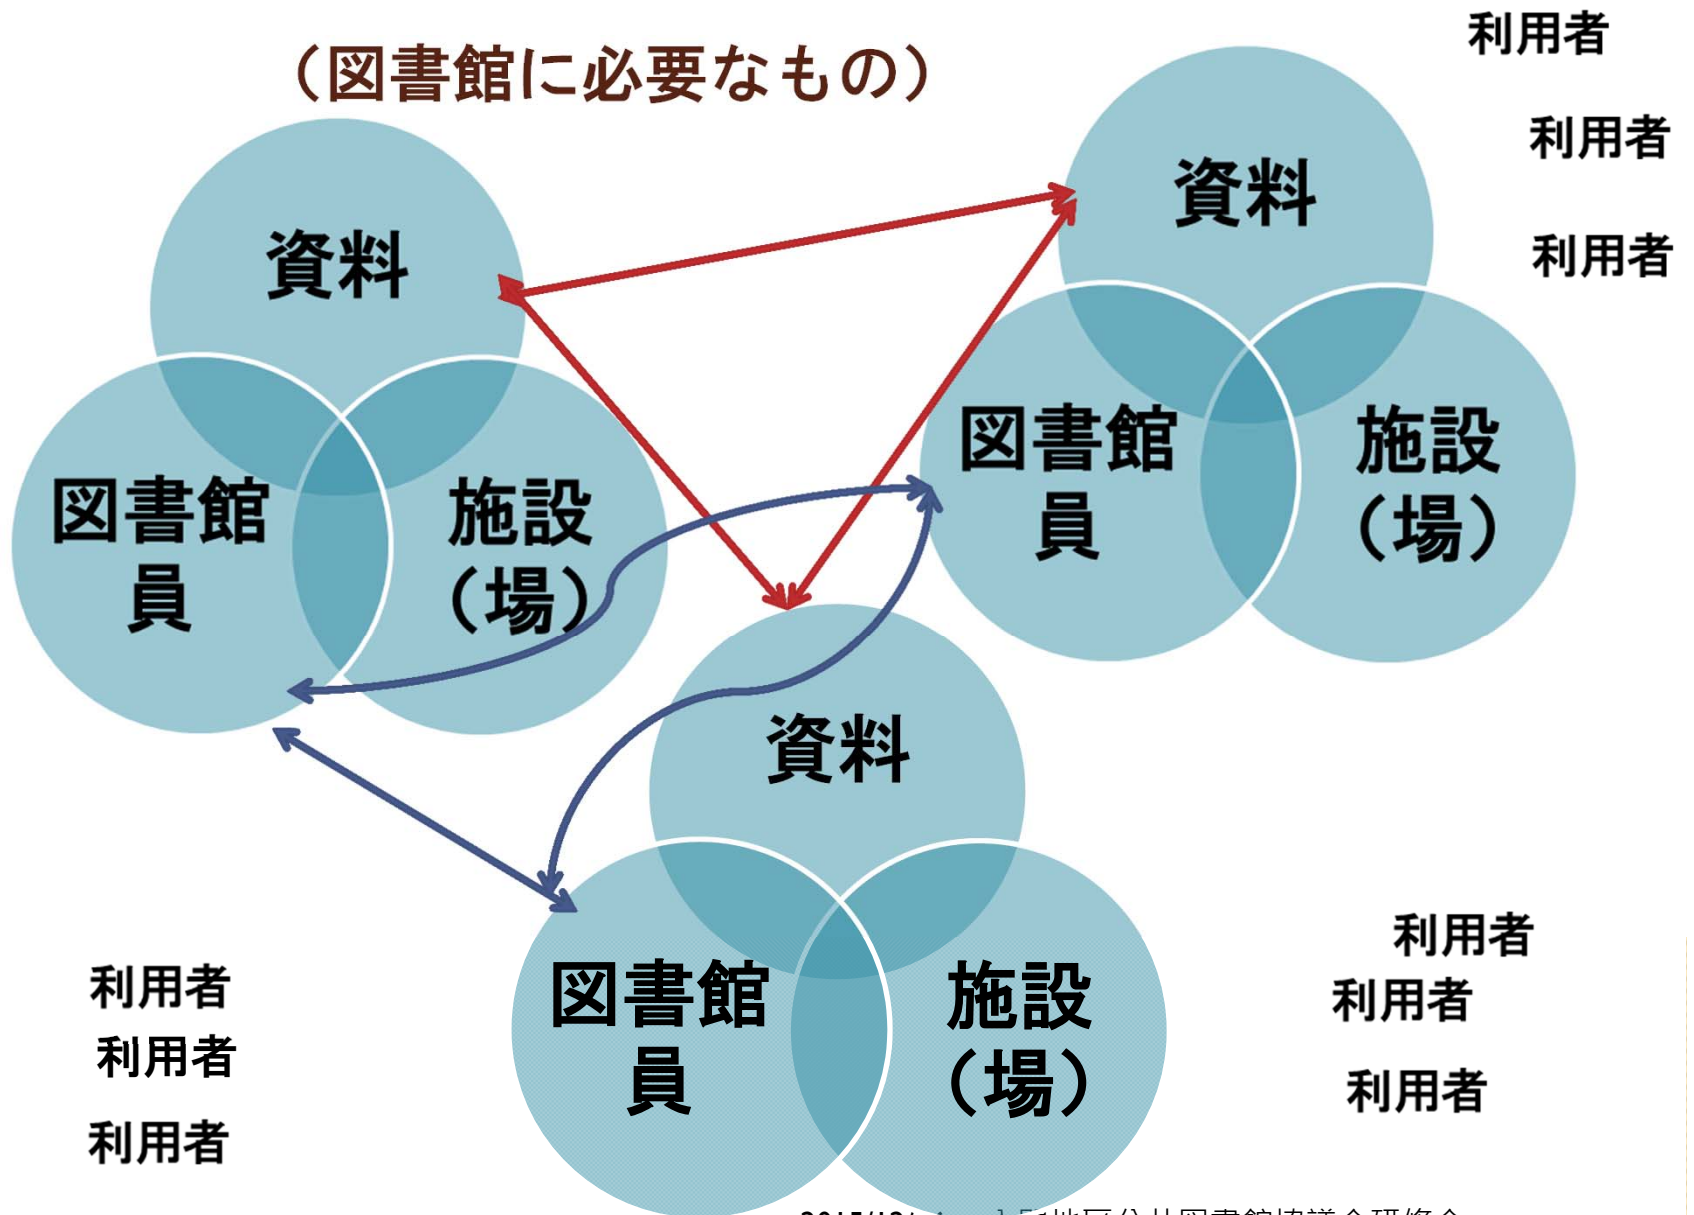 （図書館に必要なもの）
利用者
利用者
利用者
資料
図書館
員
施設
（場）
資料
図書館
員
施設
（場）
資料
図書館
員
施設
（場）
利用者
利用者
利用者
利用者
利用者
利用者